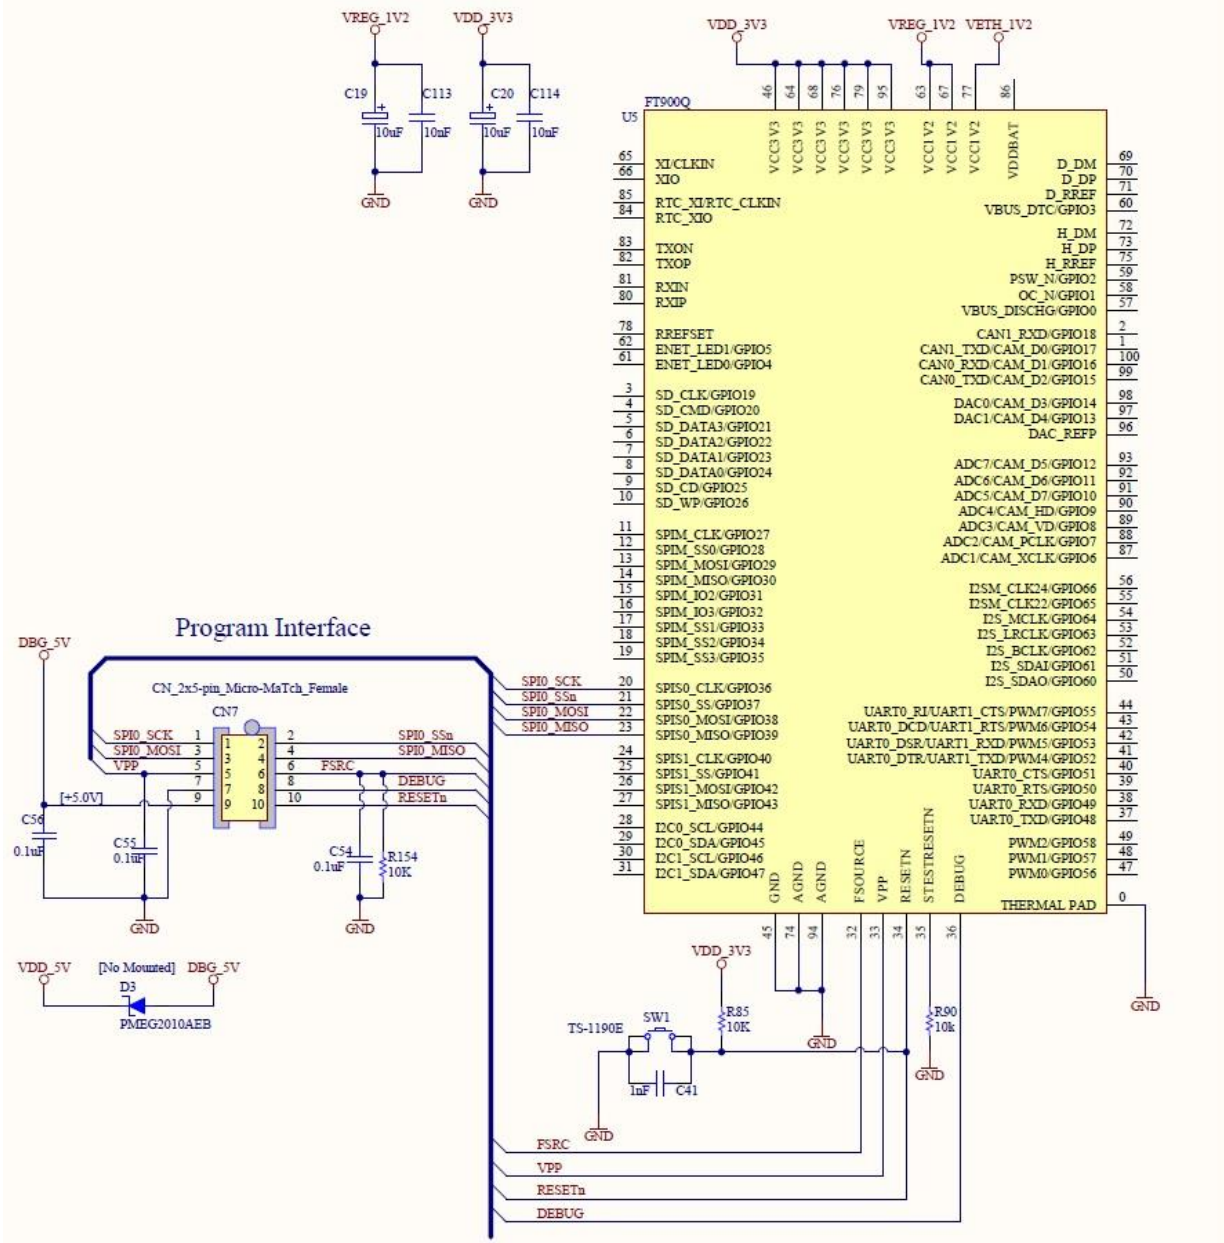 VREG_1V2
VDD_3V3
C19
10uF
C113
10nF
C20
10uF
C114
10nF
GND
GND
VDD_3V3
VREG_1V2
VETH_1V2
U5
FT900Q
46 VCC3V3
64 VCC3V3
68 VCC3V3
76 VCC3V3
79 VCC3V3
95 VCC3V3
63 VCC1V2
67 VCC1V2
77 VCC1V2
86 VDDBAT
65 XI/CLKIN
66 XIO
85 RTC_XI/RTC_CLKIN
84 RTC_XIO
83 TXON
82 TXOP
81 RXIN
80 RXIP
78 RREFSET
62 ENET_LED1/GPIO5
61 ENET_LED0/GPIO4
3 SD_CLK/GPIO19
4 SD_CMD/GPIO20
5 SD_DATA3/GPIO21
6 SD_DATA2/GPIO22
7 SD_DATA1/GPIO23
8 SD_DATA0/GPIO24
9 SD_CD/GPIO25
10 SD_WP/GPIO26
11 SPIM_CLK/GPIO27
12 SPIM_SS0/GPIO28
13 SPIM_MOSI/GPIO29
14 SPIM_MISO/GPIO30
15 SPIM_IO2/GPIO31
16 SPIM_IO3/GPIO32
17 SPIM_SS1/GPIO33
18 SPIM_SS2/GPIO34
19 SPIM_SS3/GPIO35
SPI0_SCK 20 SPIS0_CLK/GPIO36
SPI0_SSn 21 SPIS0_SS/GPIO37
SPI0_MOSI 22 SPIS0_MOSI/GPIO38
SPI0_MISO 23 SPIS0_MISO/GPIO39
24 SPIS1_CLK/GPIO40
25 SPIS1_SS/GPIO41
26 SPIS1_MOSI/GPIO42
27 SPIS1_MISO/GPIO43
28 I2C0_SCL/GPIO44
29 I2C0_SDA/GPIO45
30 I2C1_SCL/GPIO46
31 I2C1_SDA/GPIO47
D_DM 69
D_DP 70
D_RREF 71
VBUS_DTC/GPIO3 60
H_DM 72
H_DP 73
H_RREF 75
PSW_N/GPIO2 59
OC_N/GPIO1 58
VBUS_DISCHG/GPIO0 57
CAN1_RXD/GPIO18 2
CAN1_TXD/CAM_D0/GPIO17 1
CAN0_RXD/CAM_D1/GPIO16 100
CAN0_TXD/CAM_D2/GPIO15 99
DAC0/CAM_D3/GPIO14 98
DAC1/CAM_D4/GPIO13 97
DAC_REFP 96
ADC7/CAM_D5/GPIO12 93
ADC6/CAM_D6/GPIO11 92
ADC5/CAM_D7/GPIO10 91
ADC4/CAM_HD/GPIO9 90
ADC3/CAM_VD/GPIO8 89
ADC2/CAM_PCLK/GPIO7 88
ADC1/CAM_XCLK/GPIO6 87
I2SM_CLK24/GPIO66 56
I2SM_CLK22/GPIO65 55
I2S_MCLK/GPIO64 54
I2S_LRCLK/GPIO63 53
I2S_BCLK/GPIO62 52
I2S_SDAI/GPIO61 51
I2S_SDAO/GPIO60 50
UART0_RI/UART1_CTS/PWM7/GPIO55 44
UART0_DCD/UART1_RTS/PWM6/GPIO54 43
UART0_DSR/UART1_RXD/PWM5/GPIO53 42
UART0_DTR/UART1_TXD/PWM4/GPIO52 41
UART0_CTS/GPIO51 40
UART0_RTS/GPIO50 39
UART0_RXD/GPIO49 38
UART0_TXD/GPIO48 37
PWM2/GPIO58 49
PWM1/GPIO57 48
PWM0/GPIO56 47
THERMAL PAD 0
GND
GND 45
AGND 74
AGND 94
FSOURCE 32
VPP 33
RESETN 34
STESTRESETN 35
DEBUG 36
Program Interface
DBG_5V
CN_2x5-pin_Micro-MaTch_Female
CN7
SPI0_SCK 1 1 2 2 SPI0_SSn
SPI0_MOSI 3 3 4 4 SPI0_MISO
VPP 5 5 6 6 FSRC
7 7 8 8 DEBUG
[+5.0V] 9 9 10 10 RESETn
C56
0.1uF
C55
0.1uF
C54
0.1uF
R154
10K
GND
GND
VDD_5V
[No Mounted]
DBG_5V
D3
PMEG2010AEB
VDD_3V3
R85
10K
TS-1190E
SW1
1nF
C41
GND
GND
R90
10k
GND
FSRC
VPP
RESETn
DEBUG